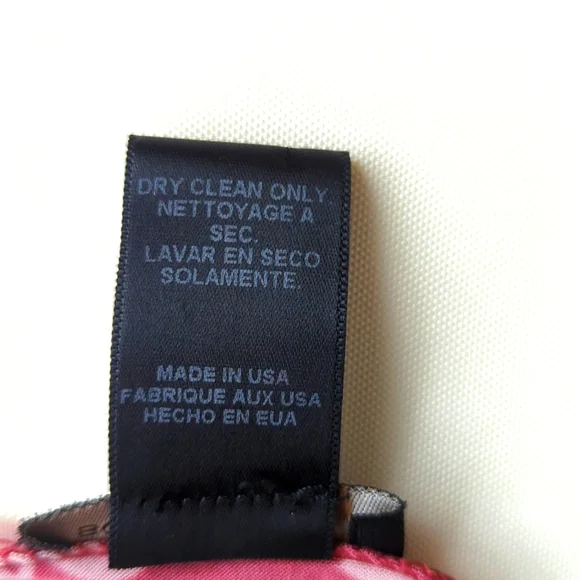 DRY CLEAN ONLY.
NETTOYAGE A
SEC.
LAVAR EN SECO
SOLAMENTE.
MADE IN USA
FABRIQUE AUX USA
HECHO EN EUA